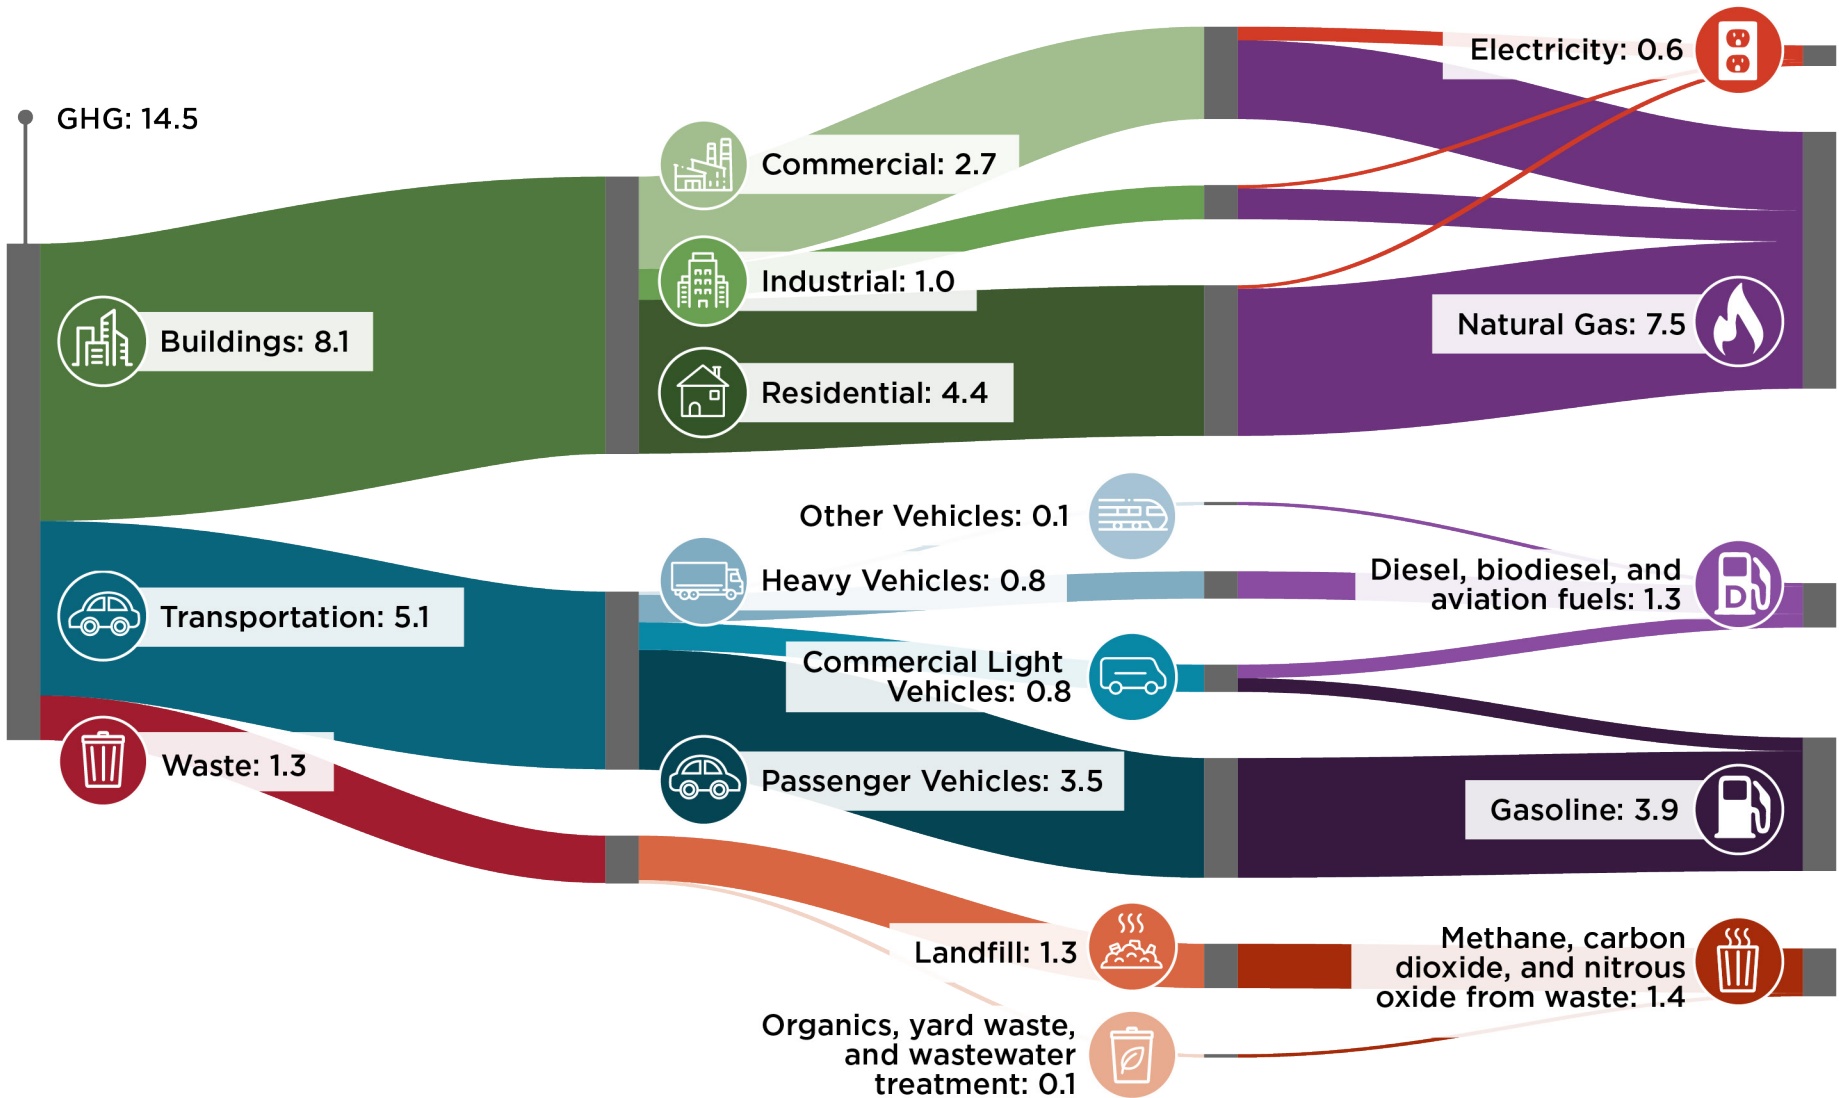 GHG: 14.5
Buildings: 8.1
Transportation: 5.1
Waste: 1.3
Commercial: 2.7
Industrial: 1.0
Residential: 4.4
Other Vehicles: 0.1
Heavy Vehicles: 0.8
Commercial Light
Vehicles: 0.8
Passenger Vehicles: 3.5
Landfill: 1.3
Organics, yard waste,
and wastewater
treatment: 0.1
Electricity: 0.6
Natural Gas: 7.5
Diesel, biodiesel, and
aviation fuels: 1.3
D
Gasoline: 3.9
Methane, carbon
dioxide, and nitrous
oxide from waste: 1.4